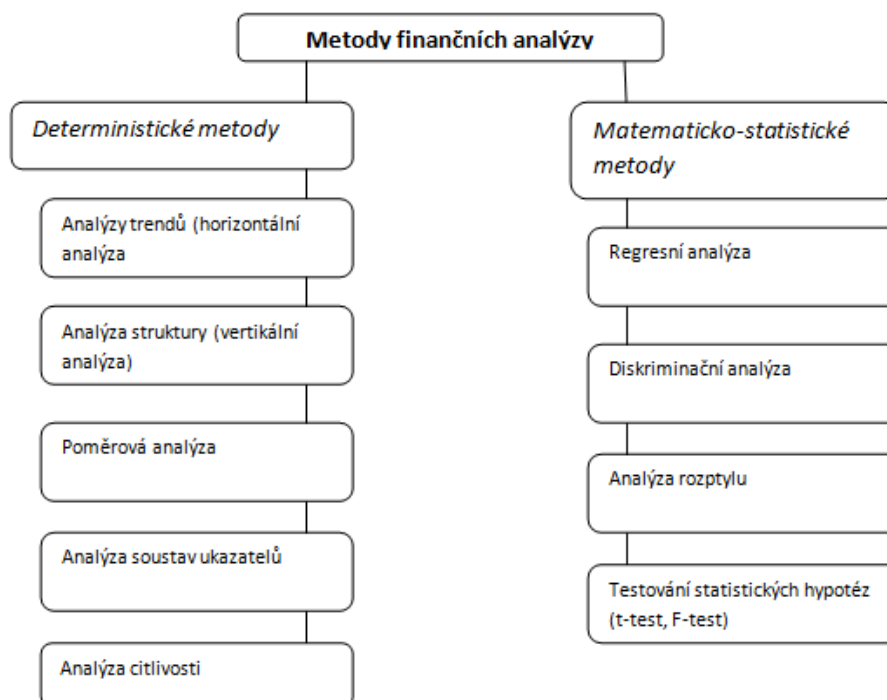 Metody finančních analýzy
Deterministické metody
Analýzy trendů (horizontální
analýza
Analýza struktury (vertikální
analýza)
Poměrová analýza
Analýza soustav ukazatelů
Analýza citlivosti
Matematicko-statistické
metody
Regresní analýza
Diskriminační analýza
Analýza rozptylu
Testování statistických hypotéz
(t-test, F-test)